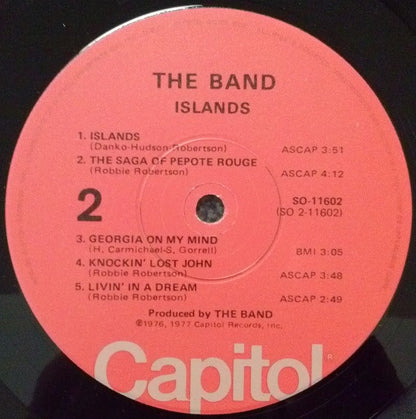 THE BAND
ISLANDS
1. ISLANDS
(Danko-Hudson-Robertson) ASCAP 3:51
2. THE SAGA OF PEPOTE ROUGE
(Robbie Robertson) ASCAP 4:12
2
SO-11602
(SO 2-11602)
3. GEORGIA ON MY MIND
(H. Carmichael-S. Gorrell) BMI 3:05
4. KNOCKIN' LOST JOHN
(Robbie Robertson) ASCAP 3:48
5. LIVIN' IN A DREAM
(Robbie Robertson) ASCAP 2:49
Produced by THE BAND
℗1976, 1977 Capitol Records, Inc.
Capitol®